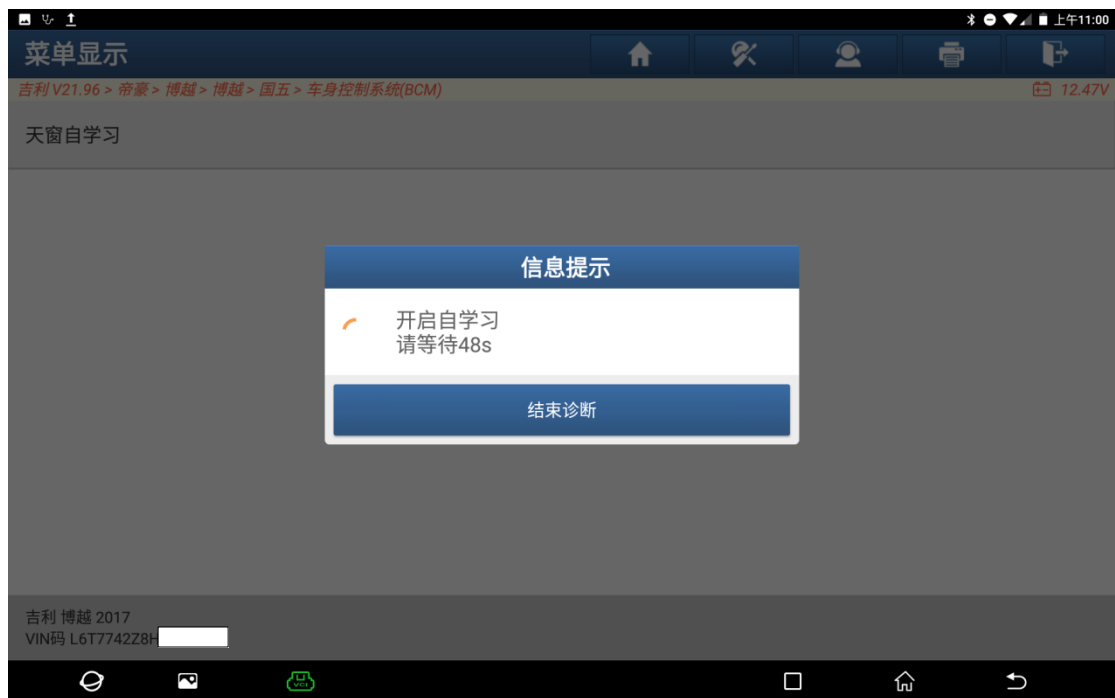 上午11:00
菜单显示
吉利 V21.96 > 帝豪 > 博越 > 博越 > 国五 > 车身控制系统(BCM)
12.47V
天窗自学习
信息提示
开启自学习
请等待48s
结束诊断
吉利 博越 2017
VIN码 L6T7742Z8H
VCI